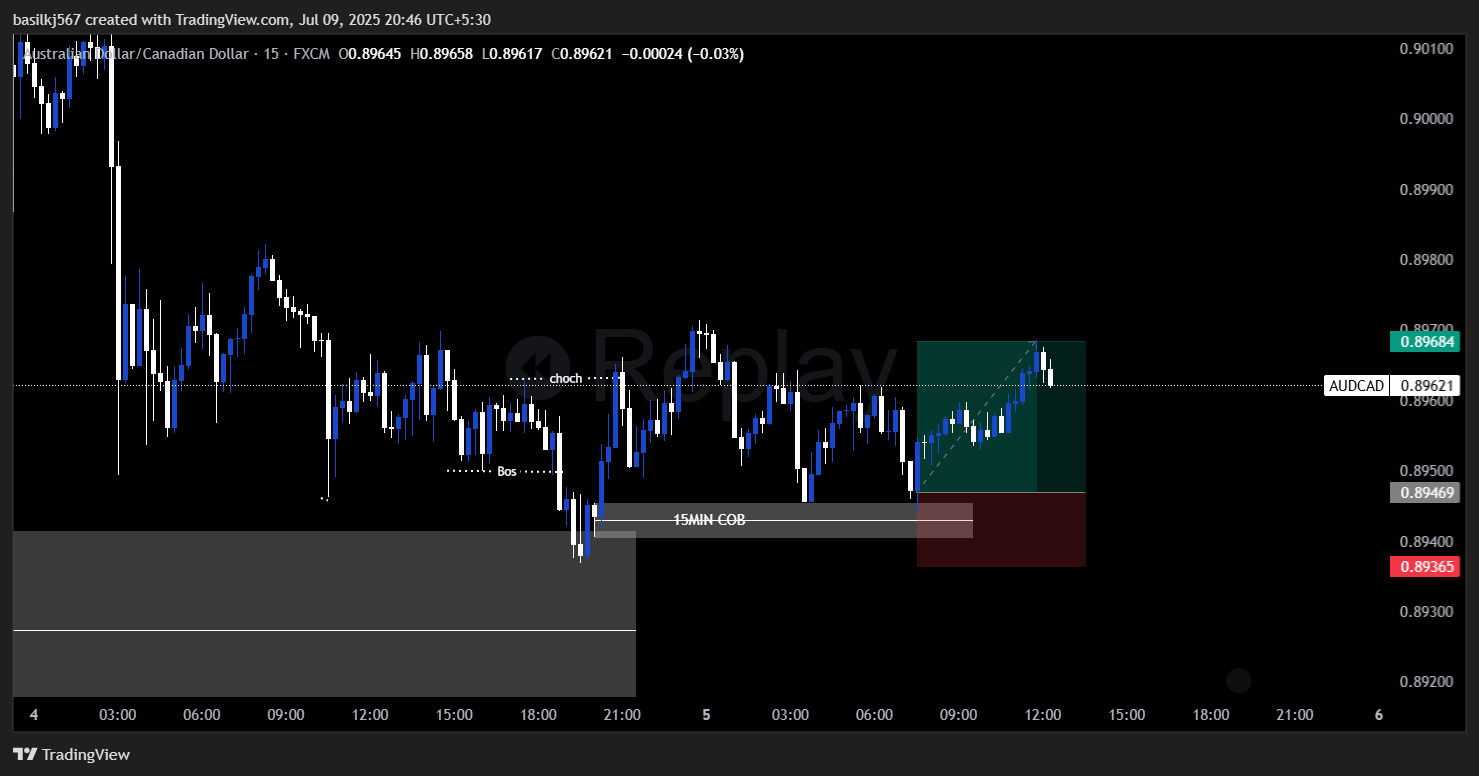 basilkj567 created with TradingView.com, Jul 09, 2025 20:46 UTC+5:30
Australian Dollar/Canadian Dollar · 15 · FXCM O0.89645 H0.89658 L0.89617 C0.89621 −0.00024 (−0.03%)
0.90100
0.90000
0.89900
0.89800
0.89700
0.89684
AUDCAD 0.89621
0.89600
0.89500
0.89469
0.89400
0.89365
0.89300
0.89200
Replay
choch
Bos
15MIN COB
4 03:00 06:00 09:00 12:00 15:00 18:00 21:00 5 03:00 06:00 09:00 12:00 15:00 18:00 21:00 6
TradingView